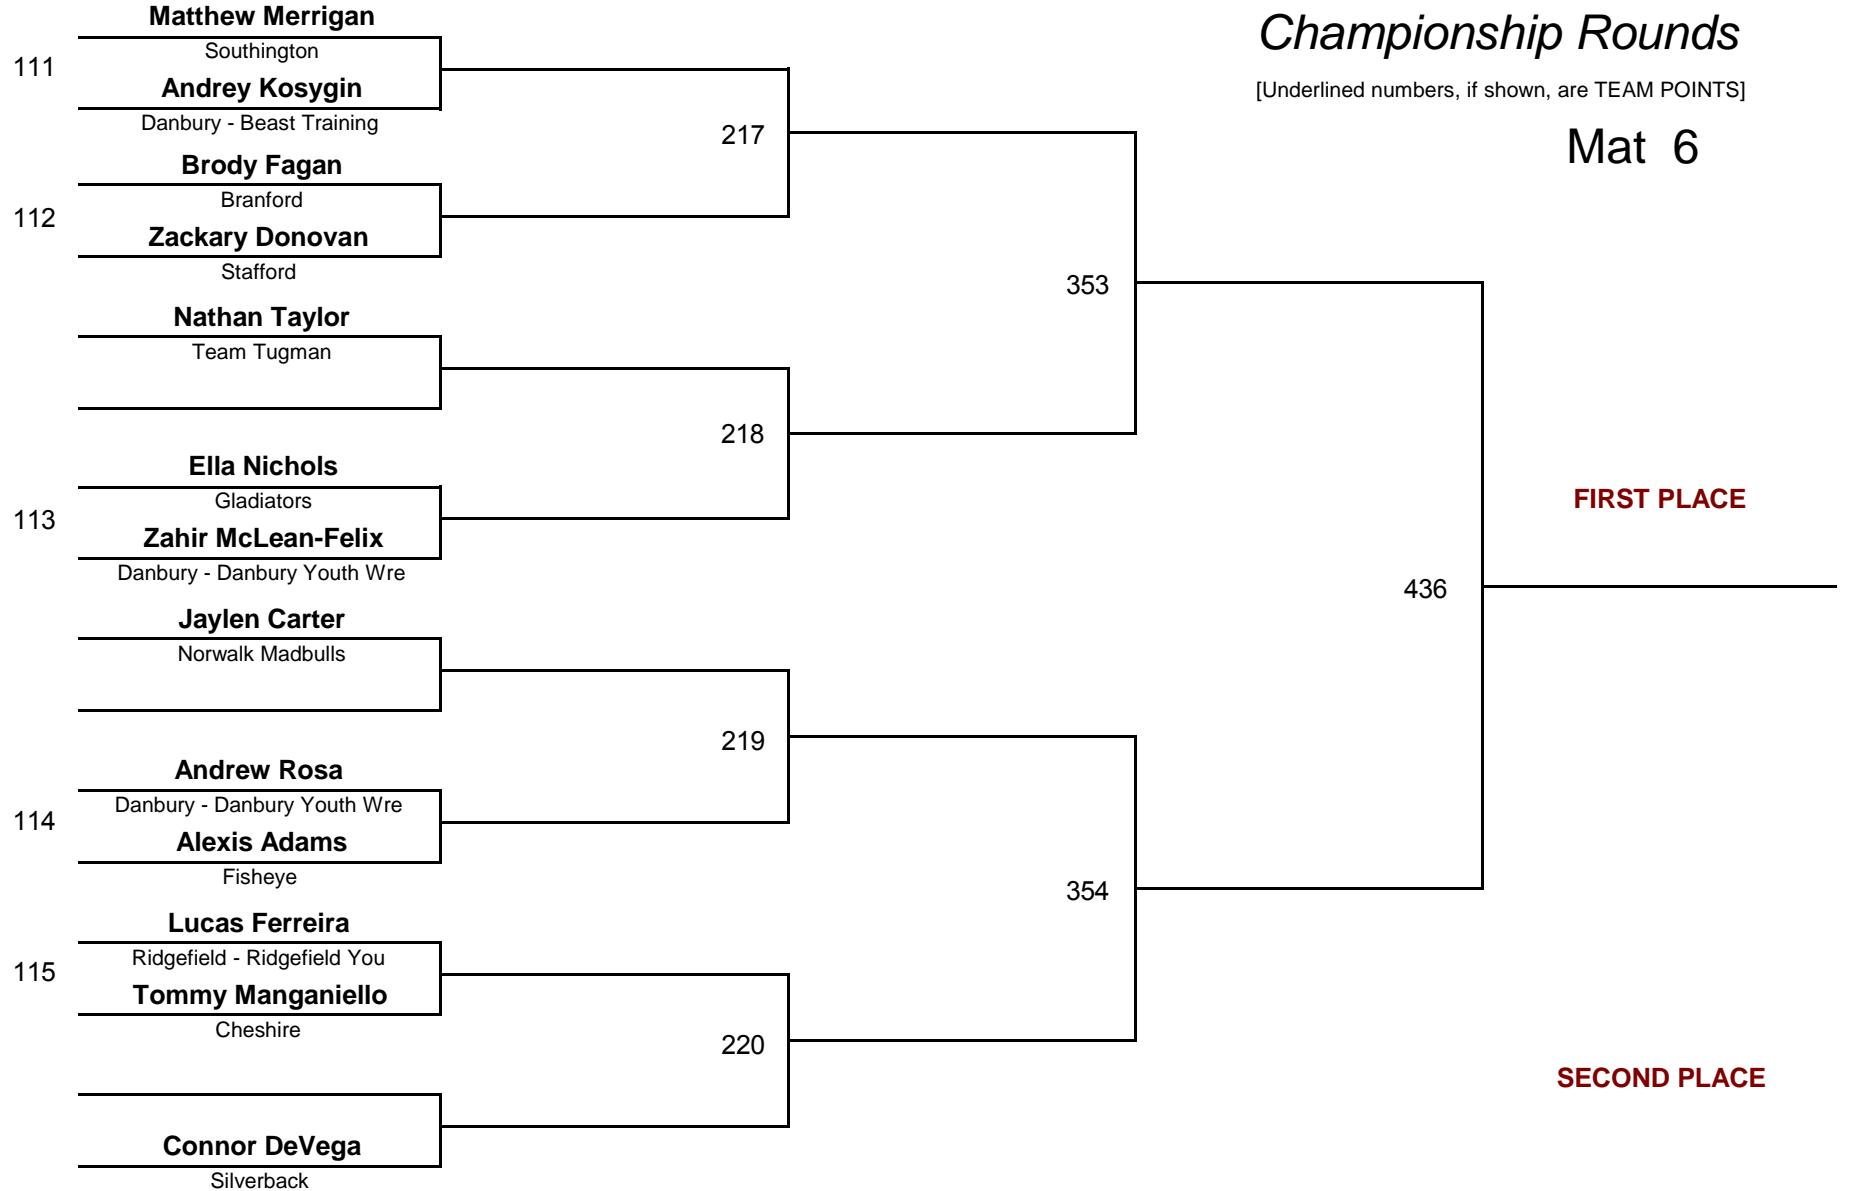 Championship Rounds
[Underlined numbers, if shown, are TEAM POINTS]
Mat 6
Matthew Merrigan
Southington
111
Andrey Kosygin
Danbury - Beast Training
217
Brody Fagan
Branford
112
Zackary Donovan
Stafford
353
Nathan Taylor
Team Tugman
218
Ella Nichols
Gladiators
113
Zahir McLean-Felix
Danbury - Danbury Youth Wre
FIRST PLACE
436
Jaylen Carter
Norwalk Madbulls
219
Andrew Rosa
Danbury - Danbury Youth Wre
114
Alexis Adams
Fisheye
354
Lucas Ferreira
Ridgefield - Ridgefield You
115
Tommy Manganiello
Cheshire
220
SECOND PLACE
Connor DeVega
Silverback